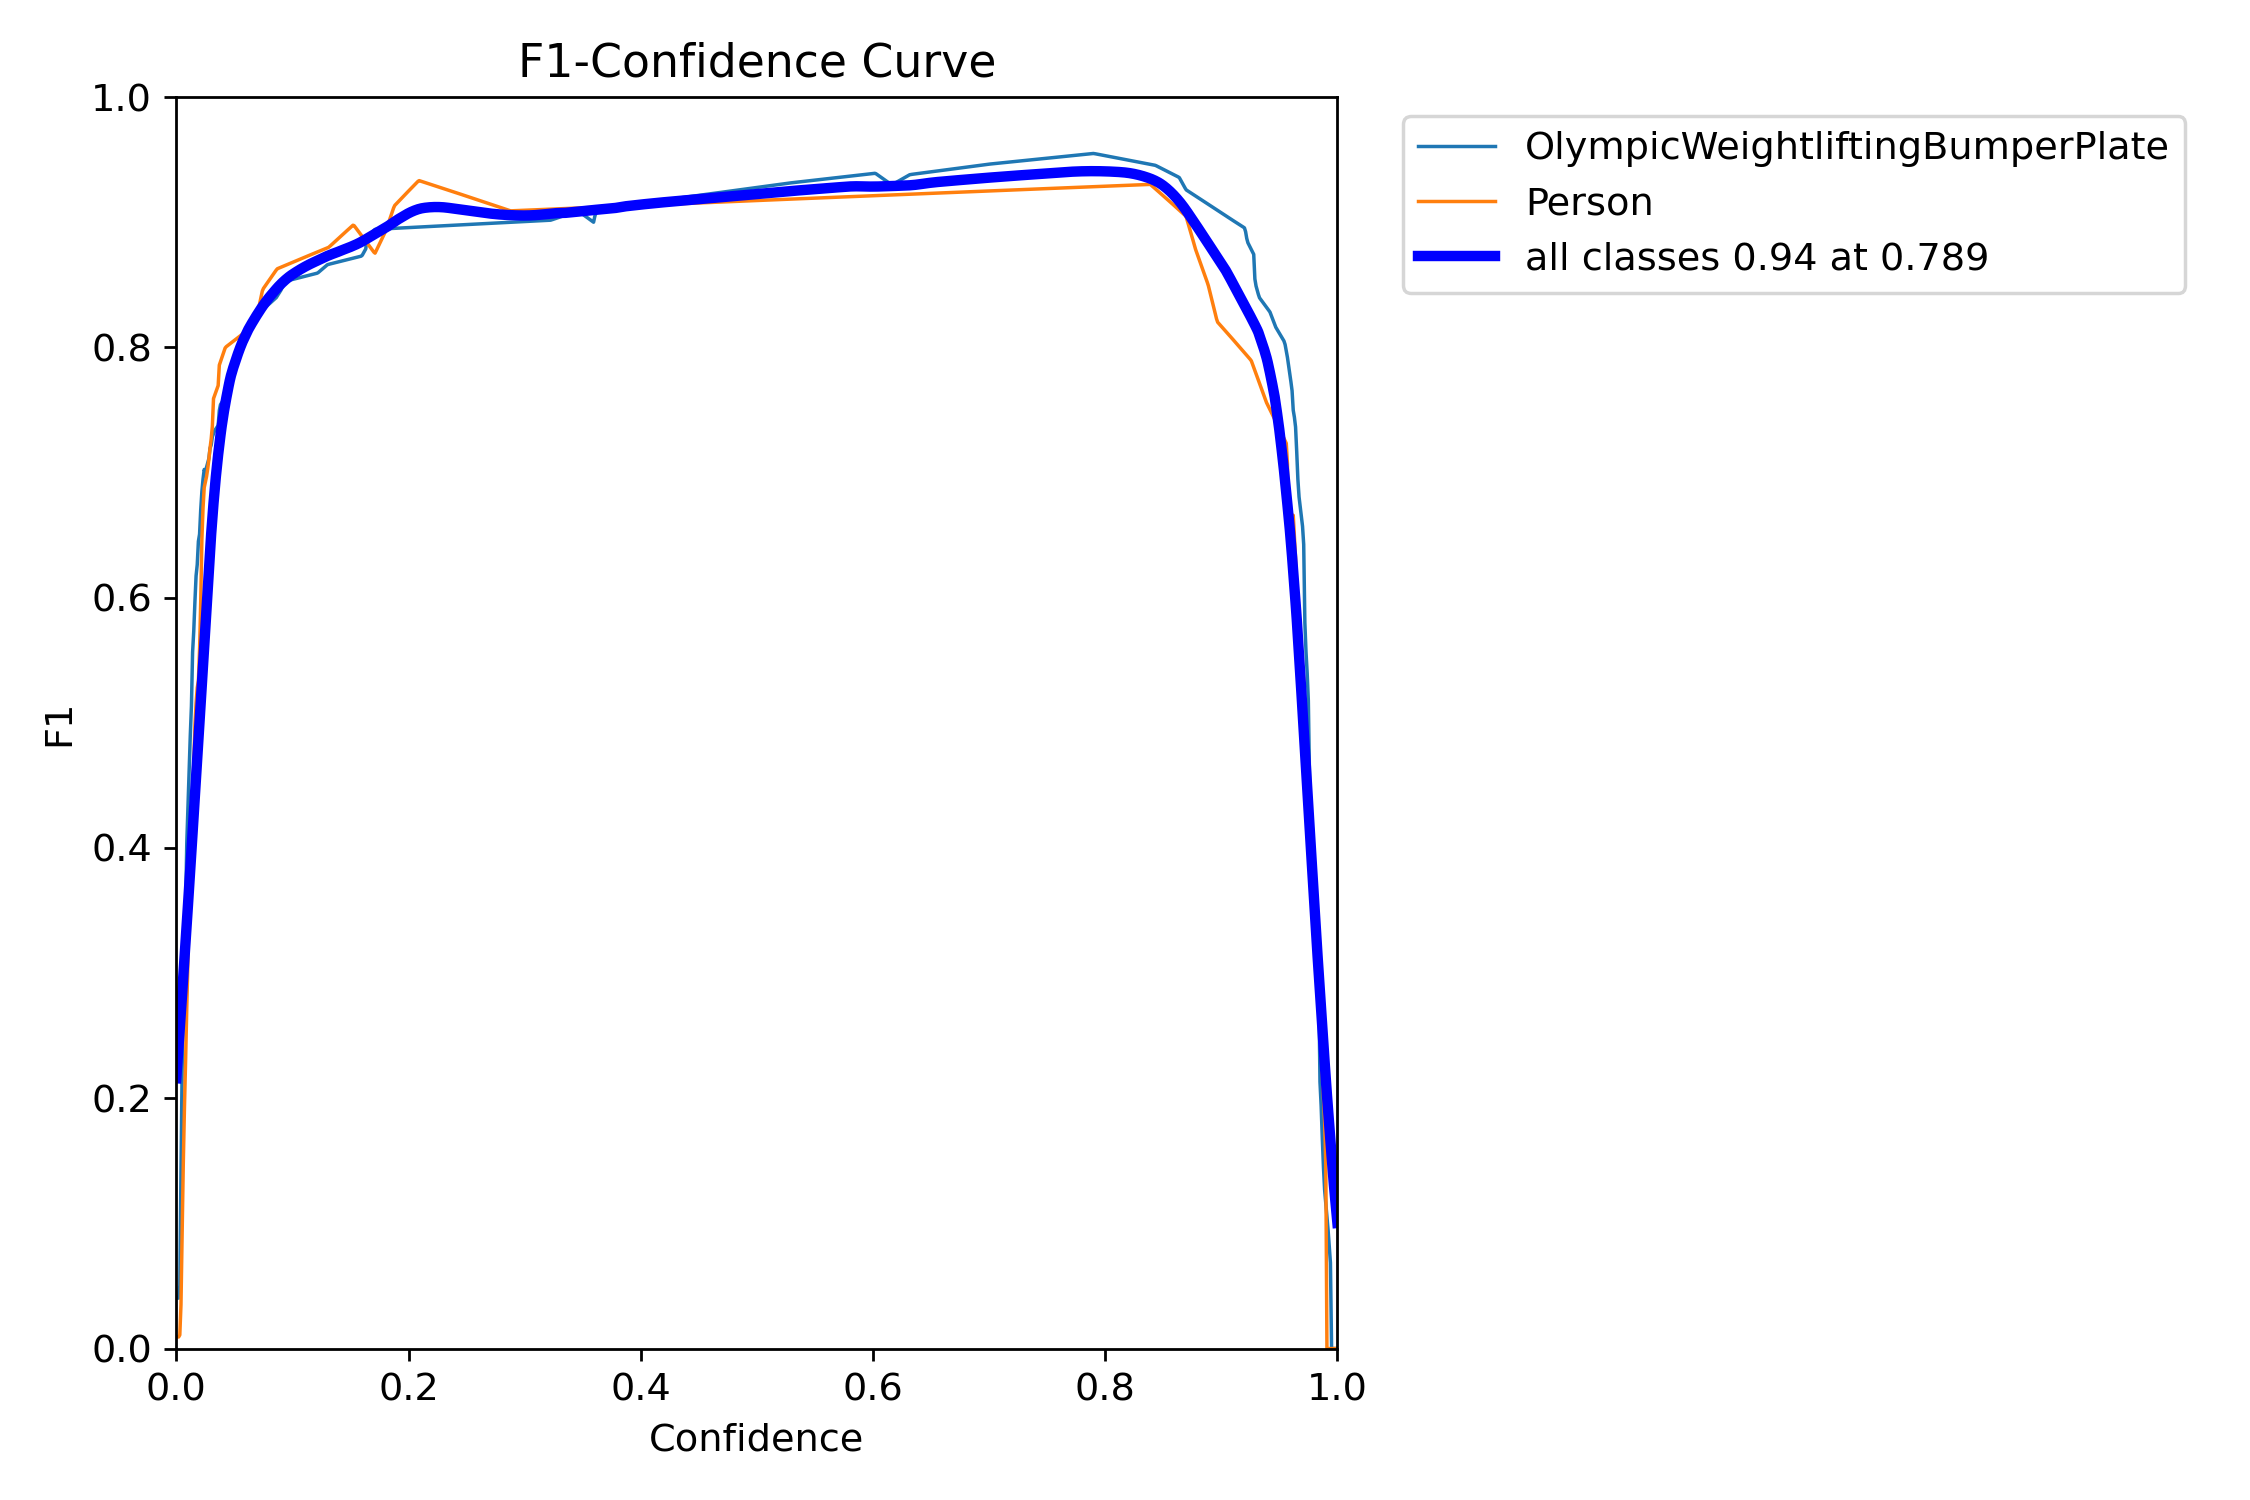 F1-Confidence Curve
1.0
0.8
0.6
0.4
0.2
0.0
F1
0.0 0.2 0.4 0.6 0.8 1.0
Confidence
OlympicWeightliftingBumperPlate
Person
all classes 0.94 at 0.789